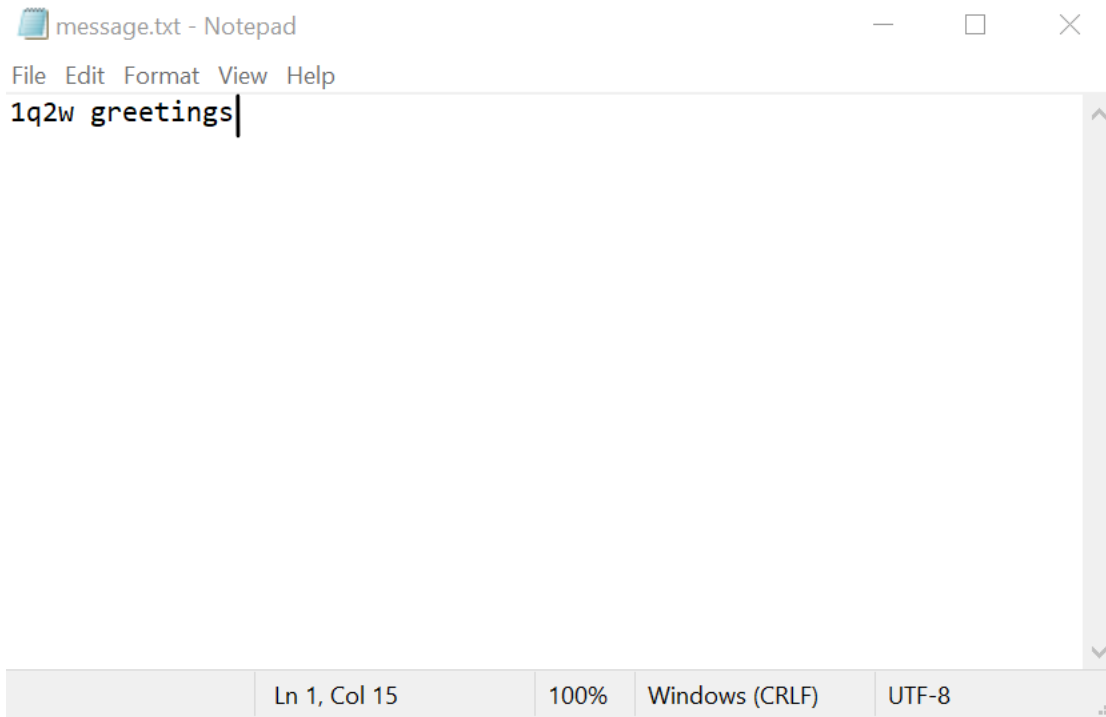 message.txt - Notepad
File Edit Format View Help
1q2w greetings
Ln 1, Col 15 100% Windows (CRLF) UTF-8